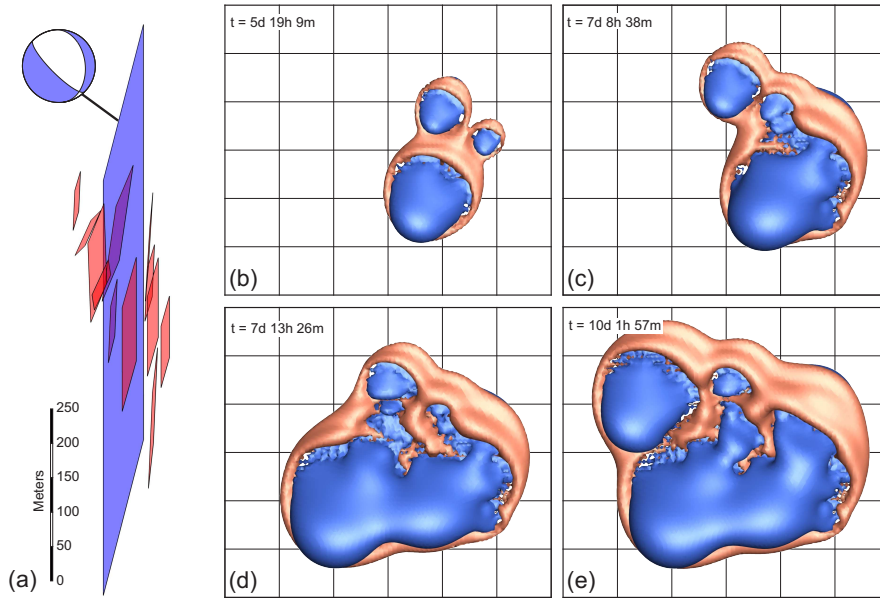 t = 5d 19h 9m
t = 7d 8h 38m
(b)
(c)
t = 7d 13h 26m
t = 10d 1h 57m
250
200
150
100
50
0
Meters
(a)
(d)
(e)